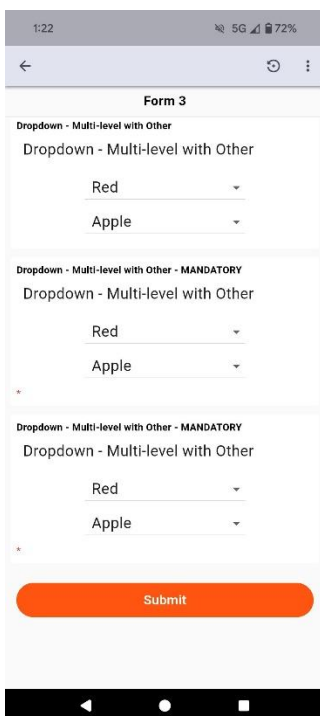 1:22 5G 72%
Form 3
Dropdown - Multi-level with Other
Dropdown - Multi-level with Other
Red
Apple
Dropdown - Multi-level with Other - MANDATORY
Dropdown - Multi-level with Other
Red
Apple
*
Dropdown - Multi-level with Other - MANDATORY
Dropdown - Multi-level with Other
Red
Apple
*
Submit